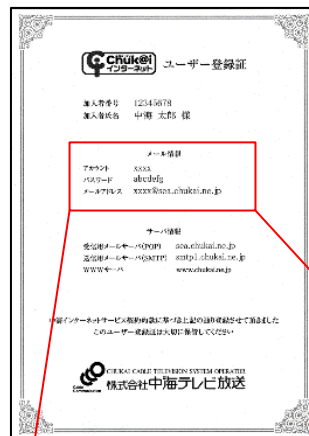 Chuk@i
インターネット
ユーザー登録証
加入者番号 12345678
加入者氏名 中海 太郎 様
メール情報
アカウント xxxx
パスワード abcdefg
メールアドレス xxxx@sea.chukai.ne.jp
サーバ情報
受信用メールサーバ(POP) sea.chukai.ne.jp
送信用メールサーバ(SMTP) smtp1.chukai.ne.jp
WWWサーバ www.chukai.ne.jp
中海インターネットサービス契約約款に基づき上記の通り登録させて頂きました
このユーザー登録証は大切に保管してください
CHUKAI CABLE TELEVISION SYSTEM OPERATOR
株式会社中海テレビ放送